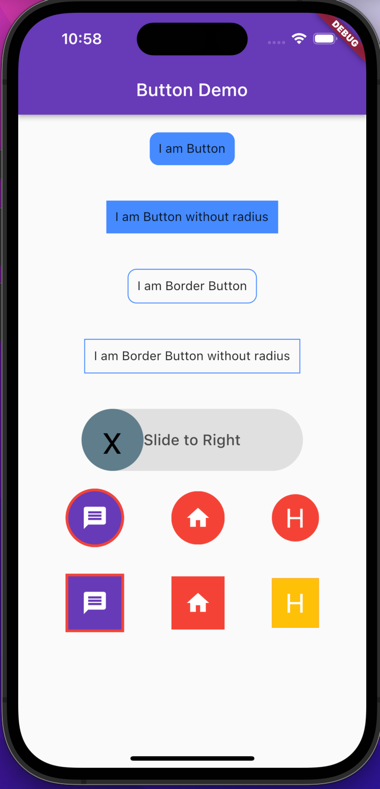 10:58
DEBUG
Button Demo
I am Button
I am Button without radius
I am Border Button
I am Border Button without radius
X Slide to Right
H
H